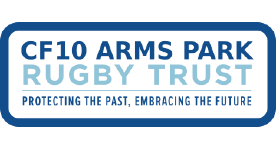 CF10 ARMS PARK
RUGBY TRUST
PROTECTING THE PAST, EMBRACING THE FUTURE